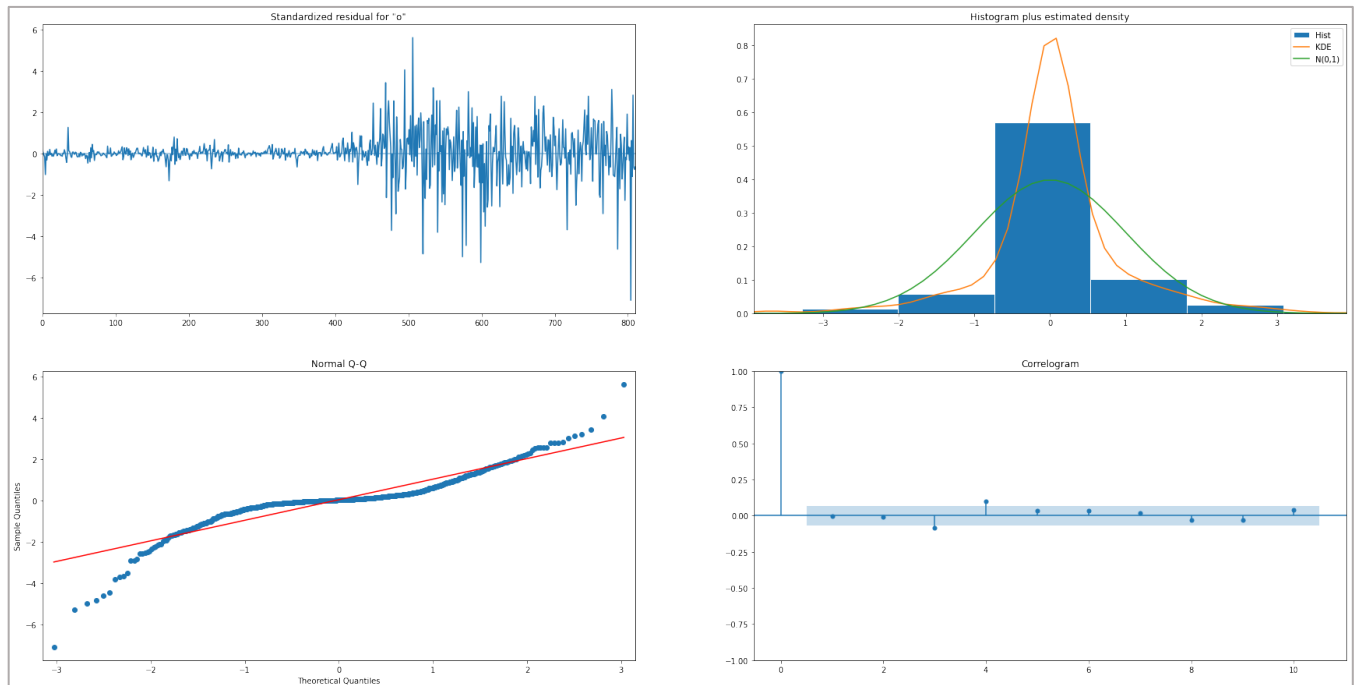 Standardized residual for "o"
6
4
2
0
−2
−4
−6
0 100 200 300 400 500 600 700 800
Histogram plus estimated density
Hist
KDE
N(0,1)
0.8
0.7
0.6
0.5
0.4
0.3
0.2
0.1
0.0
−3 −2 −1 0 1 2 3
Normal Q-Q
Sample Quantiles
6
4
2
0
−2
−4
−6
−3 −2 −1 0 1 2 3
Theoretical Quantiles
Correlogram
1.00
0.75
0.50
0.25
0.00
−0.25
−0.50
−0.75
−1.00
0 2 4 6 8 10